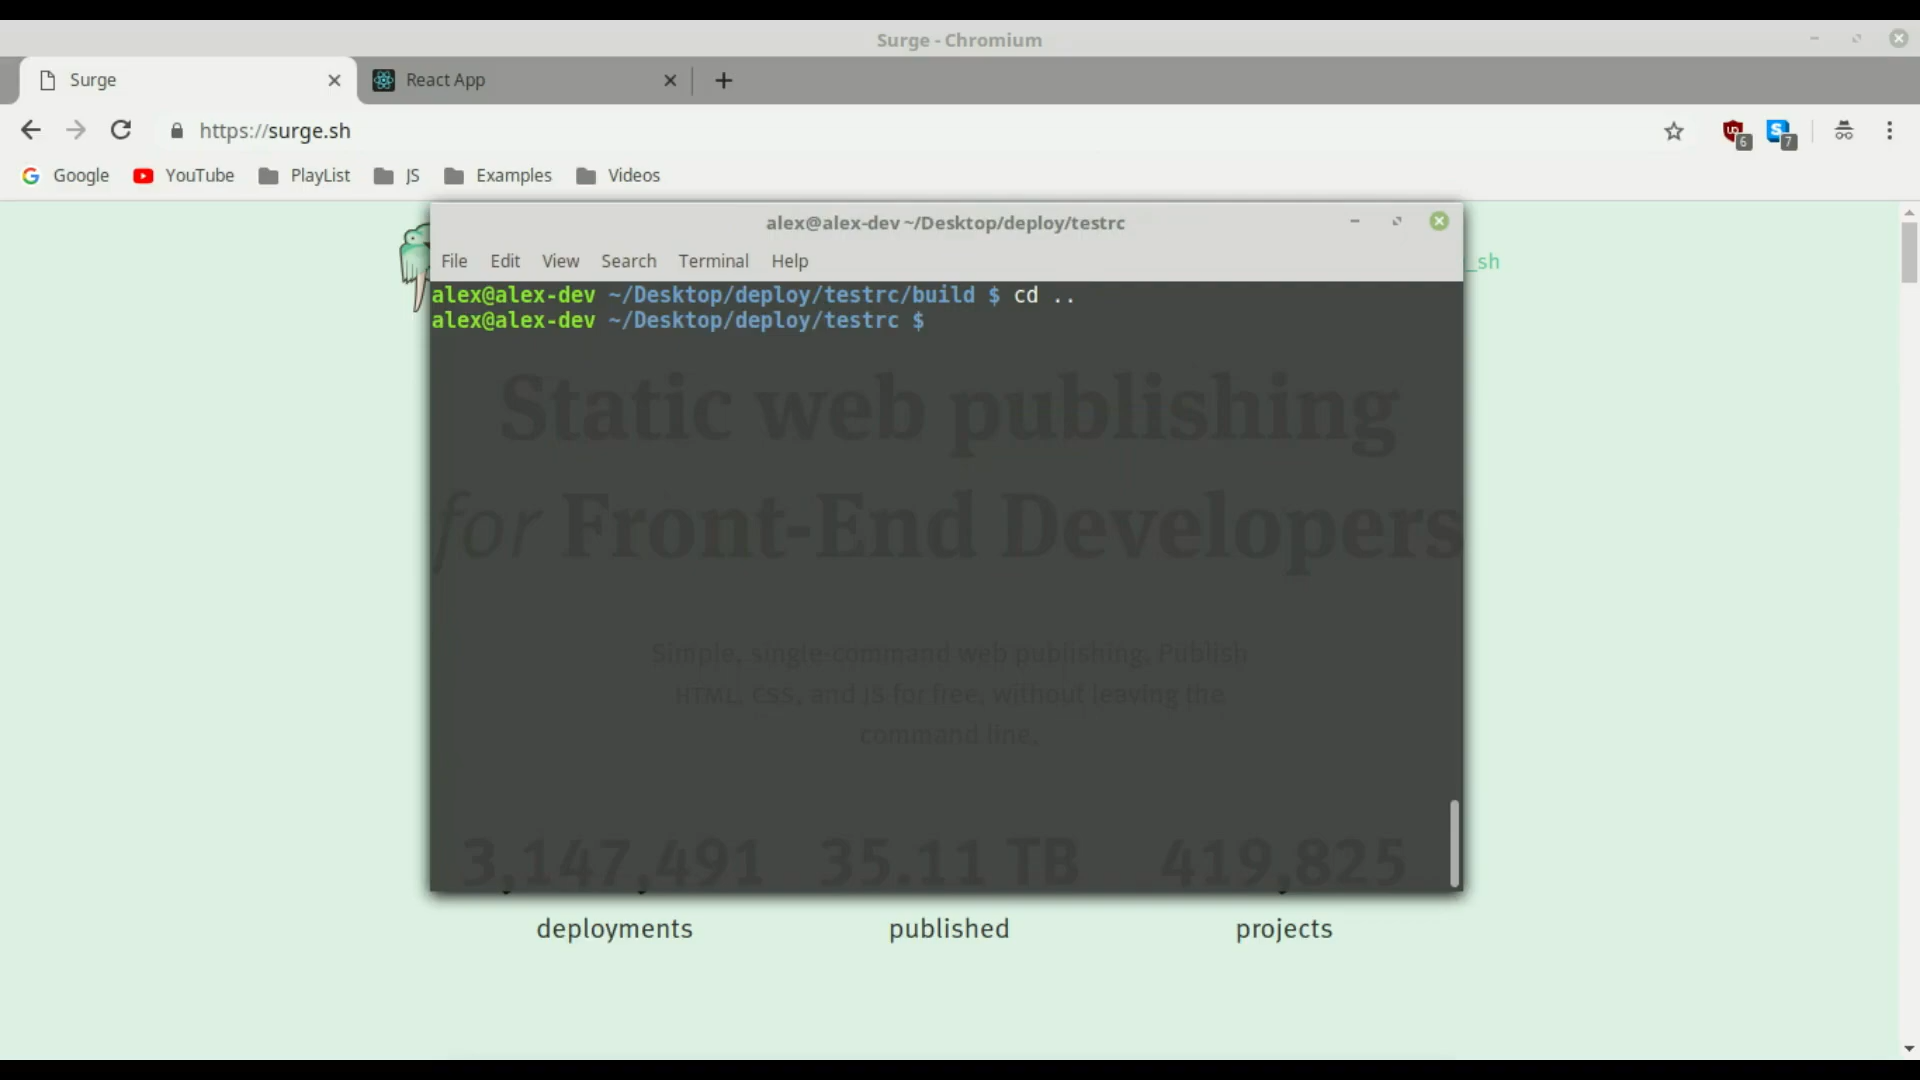 Surge - Chromium
Surge
React App
https://surge.sh
6
7
Google
YouTube
PlayList
JS
Examples
Videos
alex@alex-dev ~/Desktop/deploy/testrc
_sh
File Edit View Search Terminal Help
alex@alex-dev ~/Desktop/deploy/testrc/build $ cd ..
alex@alex-dev ~/Desktop/deploy/testrc $
Static web publishing
for Front-End Developers
Simple, single-command web publishing. Publish
HTML, CSS, and JS for free, without leaving the
command line.
3,147,491 35.11 TB 419,825
deployments published projects